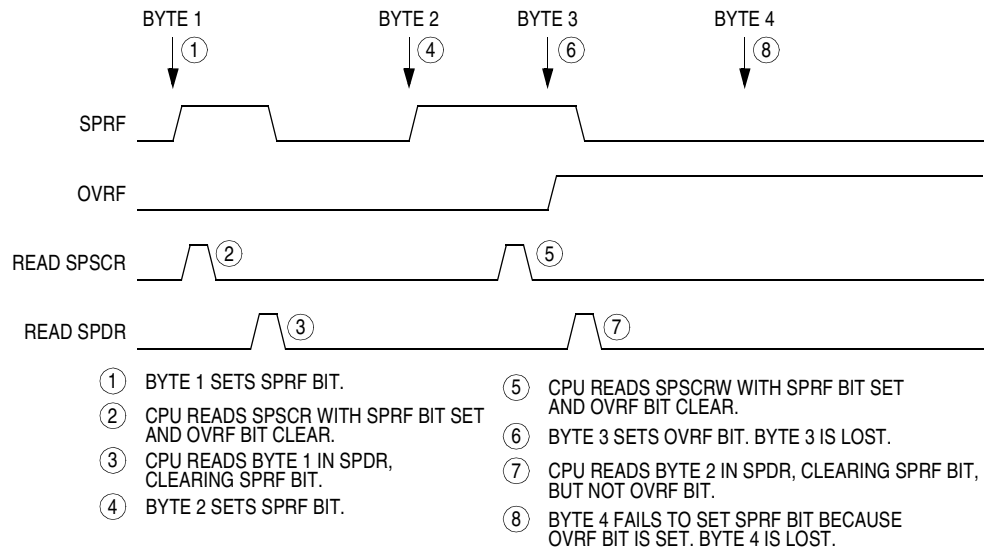 BYTE 1 BYTE 2 BYTE 3 BYTE 4
1 4 6 8
SPRF
OVRF
READ SPSCR 2 5
READ SPDR 3 7
1 BYTE 1 SETS SPRF BIT.
2 CPU READS SPSCR WITH SPRF BIT SET
AND OVRF BIT CLEAR.
3 CPU READS BYTE 1 IN SPDR,
CLEARING SPRF BIT.
4 BYTE 2 SETS SPRF BIT.
5 CPU READS SPSCRW WITH SPRF BIT SET
AND OVRF BIT CLEAR.
6 BYTE 3 SETS OVRF BIT. BYTE 3 IS LOST.
7 CPU READS BYTE 2 IN SPDR, CLEARING SPRF BIT,
BUT NOT OVRF BIT.
8 BYTE 4 FAILS TO SET SPRF BIT BECAUSE
OVRF BIT IS SET. BYTE 4 IS LOST.